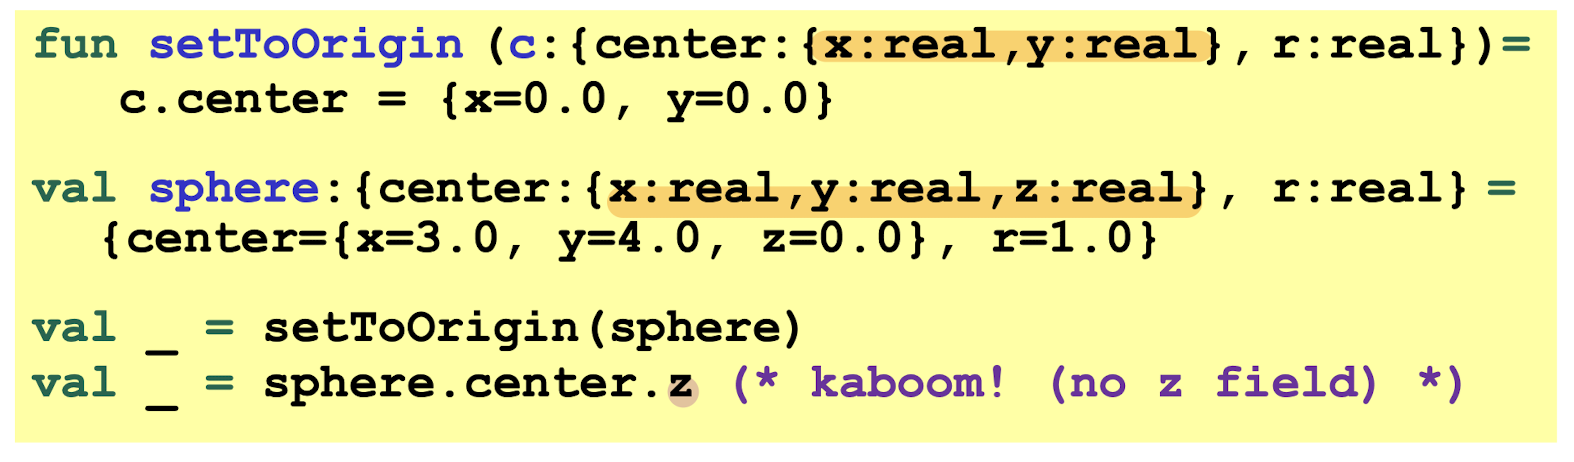 fun setToOrigin (c:{center:{x:real,y:real}, r:real})=
c.center = {x=0.0, y=0.0}
val sphere:{center:{x:real,y:real,z:real}, r:real} =
{center={x=3.0, y=4.0, z=0.0}, r=1.0}
val _ = setToOrigin(sphere)
val _ = sphere.center.z (* kaboom! (no z field) *)